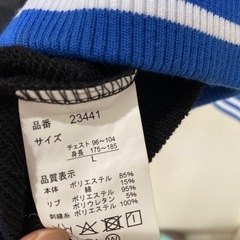 品番 23441
サイズ
チェスト 96~104
身長 175~185
L
品質表示
本体 ポリエステル 85%
綿 15%
リブ ポリエステル 95%
ポリウレタン 5%
刺繍糸 ポリエステル 100%